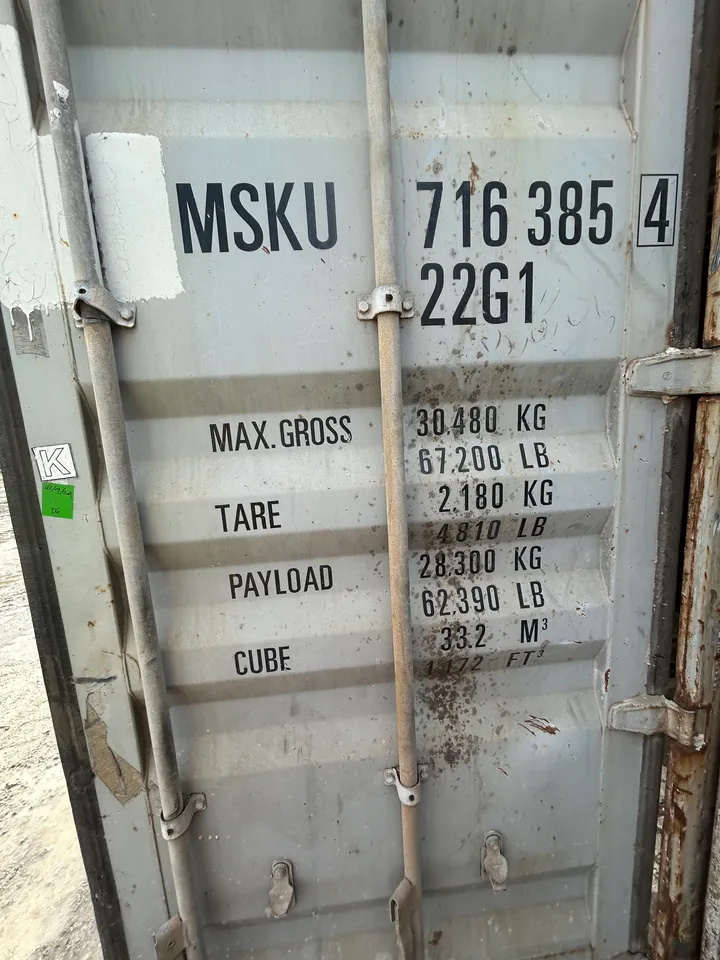 MSKU 716 385 4
22G1
MAX. GROSS 30.480 KG
67.200 LB
TARE 2.180 KG
4.810 LB
PAYLOAD 28.300 KG
62.390 LB
CUBE 33.2 M³
1.172 FT³
K